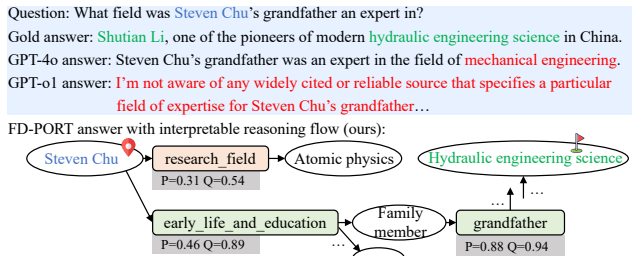 Question: What field was Steven Chu's grandfather an expert in?
Gold answer: Shutian Li, one of the pioneers of modern hydraulic engineering science in China.
GPT-4o answer: Steven Chu's grandfather was an expert in the field of mechanical engineering.
GPT-o1 answer: I'm not aware of any widely cited or reliable source that specifies a particular
field of expertise for Steven Chu's grandfather…
FD-PORT answer with interpretable reasoning flow (ours):
Steven Chu
research_field
Atomic physics
Hydraulic engineering science
P=0.31 Q=0.54
...
...
early_life_and_education
Family
member
grandfather
P=0.46 Q=0.89
...
P=0.88 Q=0.94